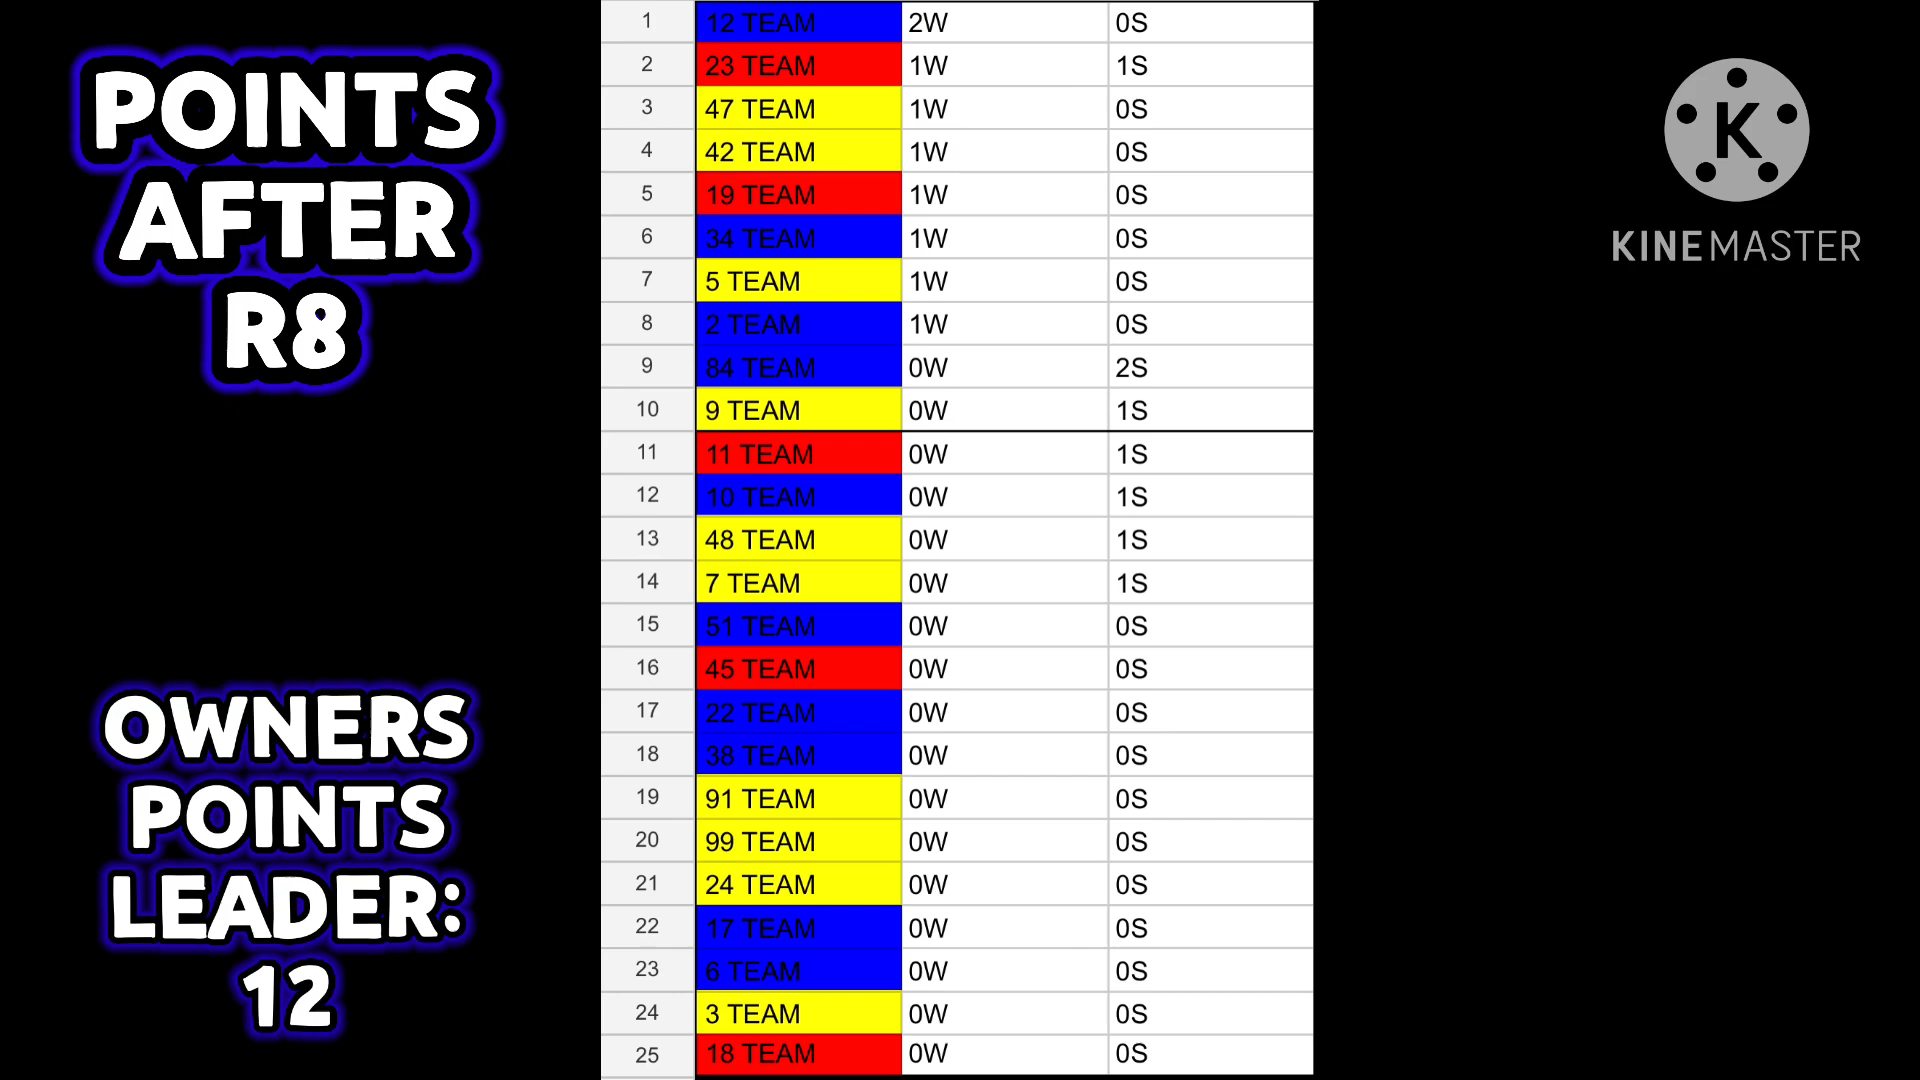 POINTS
AFTER
R8
OWNERS
POINTS
LEADER:
12
1 12 TEAM 2W 0S
2 23 TEAM 1W 1S
3 47 TEAM 1W 0S
4 42 TEAM 1W 0S
5 19 TEAM 1W 0S
6 34 TEAM 1W 0S
7 5 TEAM 1W 0S
8 2 TEAM 1W 0S
9 84 TEAM 0W 2S
10 9 TEAM 0W 1S
11 11 TEAM 0W 1S
12 10 TEAM 0W 1S
13 48 TEAM 0W 1S
14 7 TEAM 0W 1S
15 51 TEAM 0W 0S
16 45 TEAM 0W 0S
17 22 TEAM 0W 0S
18 38 TEAM 0W 0S
19 91 TEAM 0W 0S
20 99 TEAM 0W 0S
21 24 TEAM 0W 0S
22 17 TEAM 0W 0S
23 6 TEAM 0W 0S
24 3 TEAM 0W 0S
25 18 TEAM 0W 0S
K
KINEMASTER